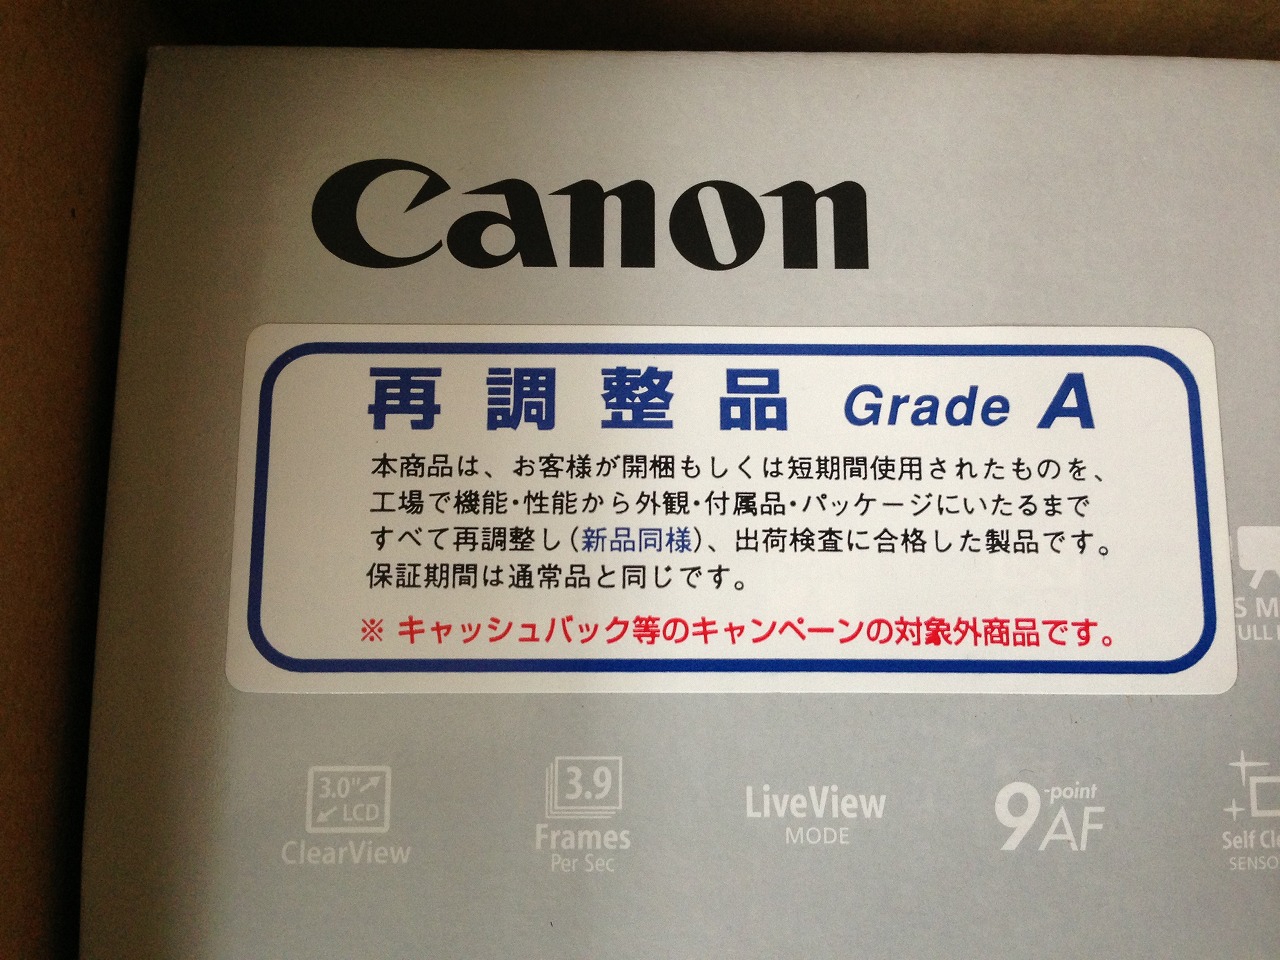 Canon
再調整品 Grade A
本商品は、お客様が開梱もしくは短期間使用されたものを、
工場で機能・性能から外観・付属品・パッケージにいたるまで
すべて再調整し（新品同様）、出荷検査に合格した製品です。
保証期間は通常品と同じです。
※ キャッシュバック等のキャンペーンの対象外商品です。
3.0" LCD
ClearView
3.9
Frames
Per Sec
LiveView
MODE
9-point
AF
Self